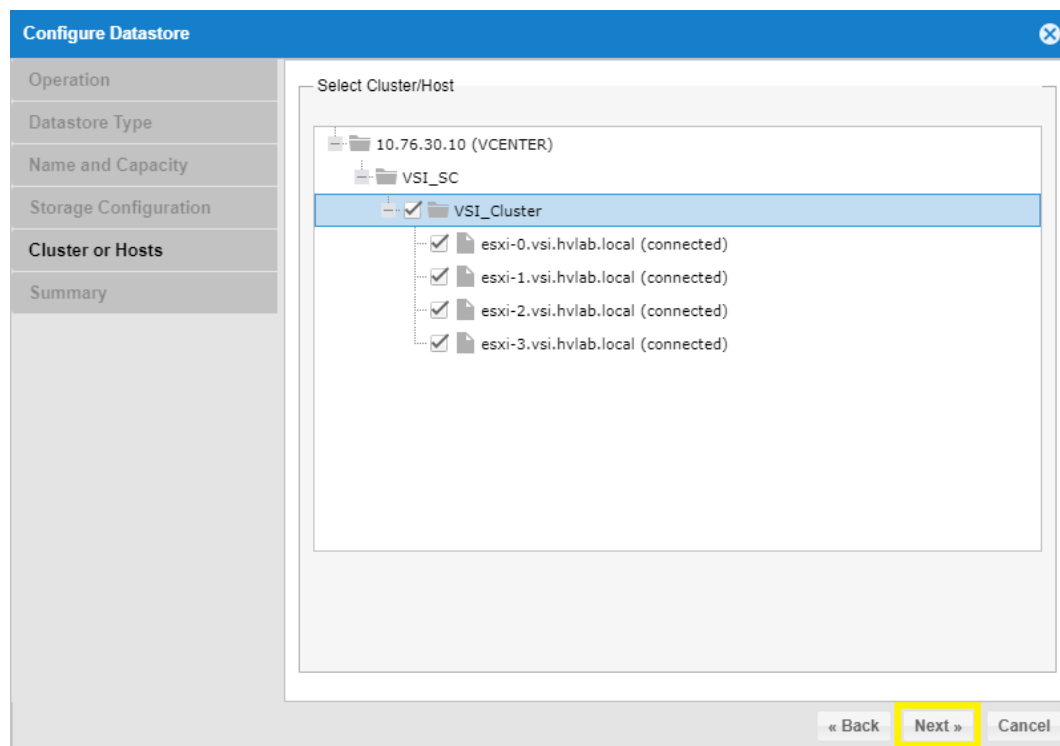 Configure Datastore
Operation
Datastore Type
Name and Capacity
Storage Configuration
Cluster or Hosts
Summary
Select Cluster/Host
10.76.30.10 (VCENTER)
VSI_SC
VSI_Cluster
esxi-0.vsi.hvlab.local (connected)
esxi-1.vsi.hvlab.local (connected)
esxi-2.vsi.hvlab.local (connected)
esxi-3.vsi.hvlab.local (connected)
« Back Next » Cancel